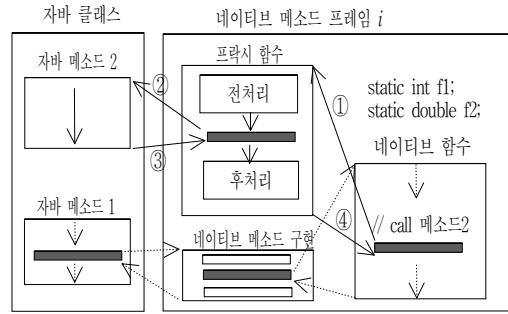 자바 클래스
네이티브 메소드 프레임 i
자바 메소드 2
②
③
프락시 함수
전처리
후처리
①
④
static int f1;
static double f2;
네이티브 함수
// call 메소드2
자바 메소드 1
네이티브 메소드 구현